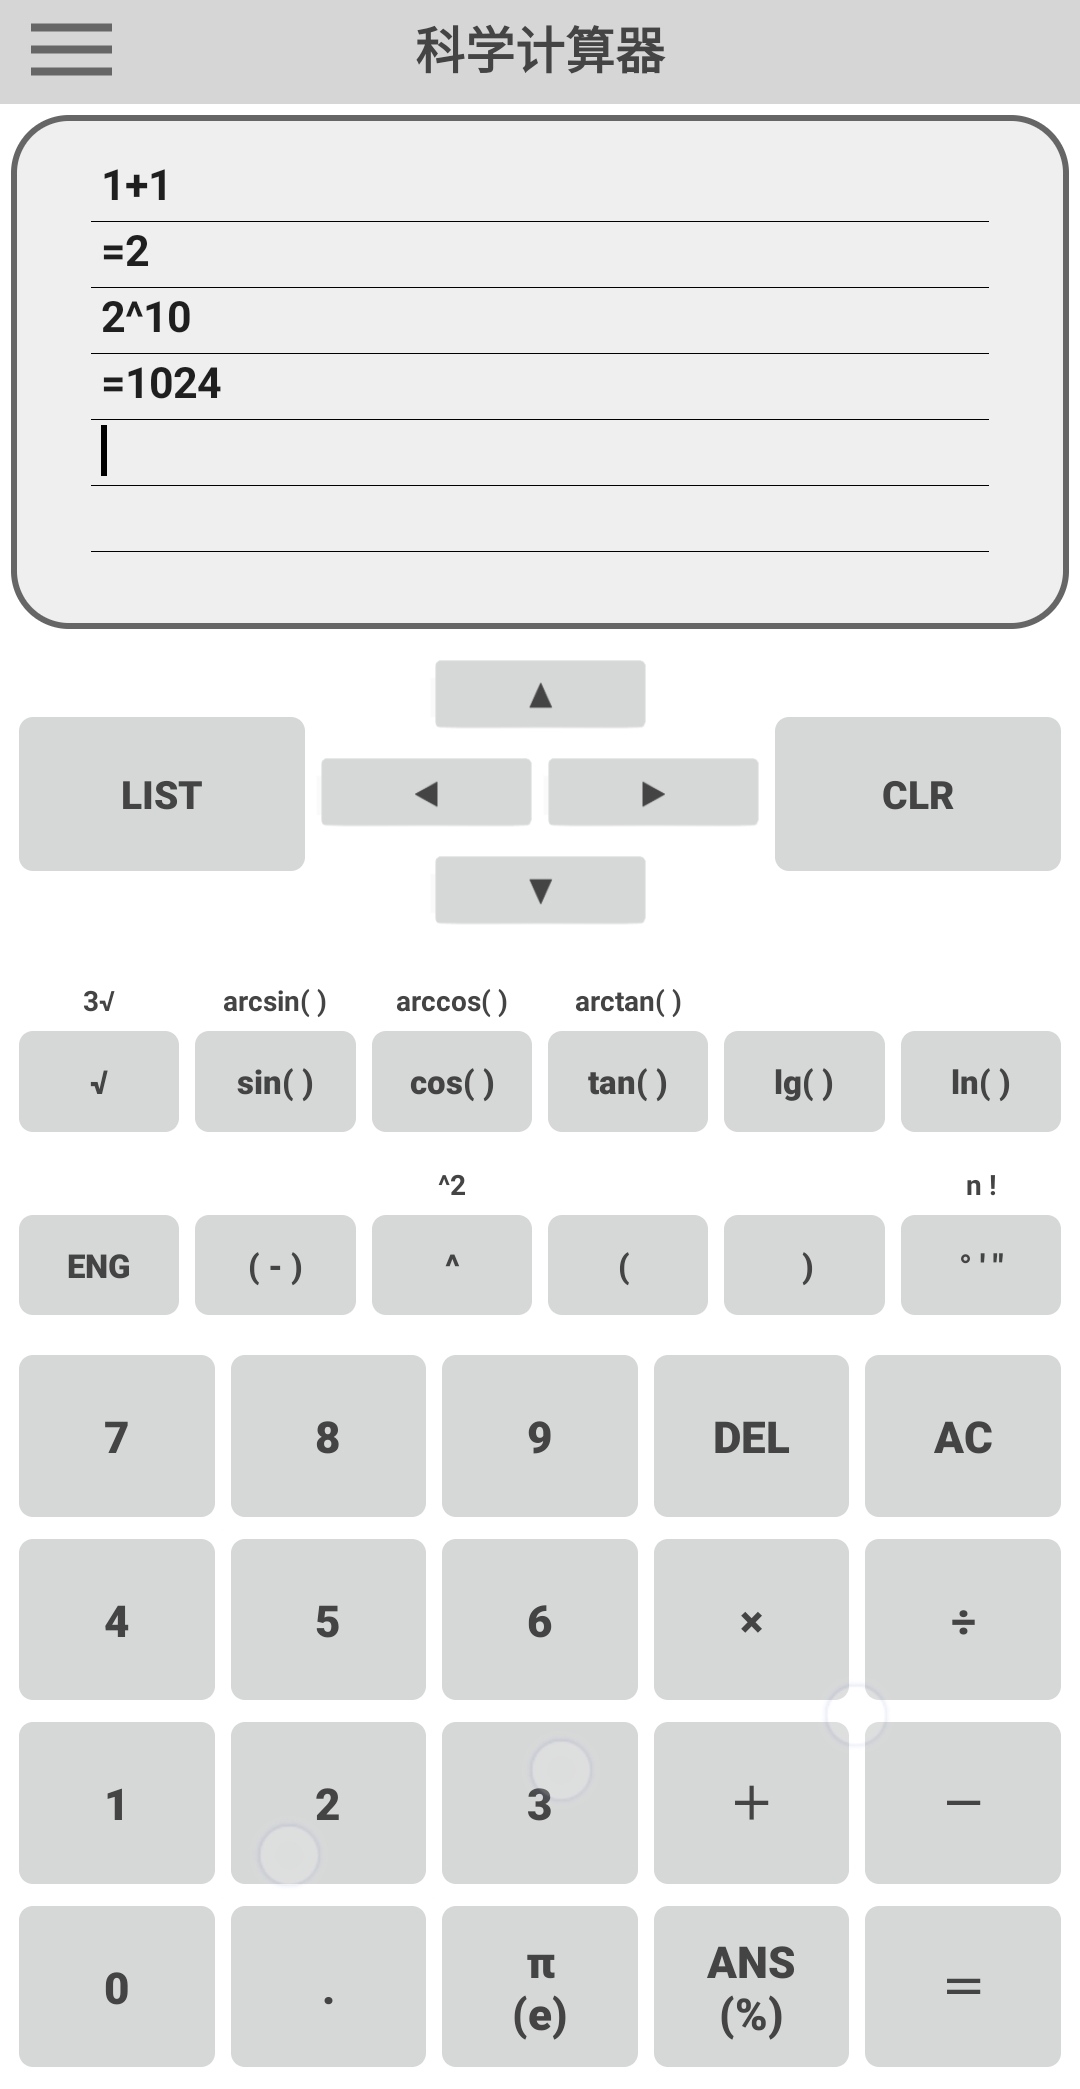 科学计算器
1+1
=2
2^10
=1024
▲
LIST ◀ ▶ CLR
▼
3√ arcsin( ) arccos( ) arctan( )
√ sin( ) cos( ) tan( ) lg( ) ln( )
^2 n !
ENG ( - ) ^ ( ) ° ' "
7 8 9 DEL AC
4 5 6 × ÷
1 2 3 + −
0 . π (e) ANS (%) =